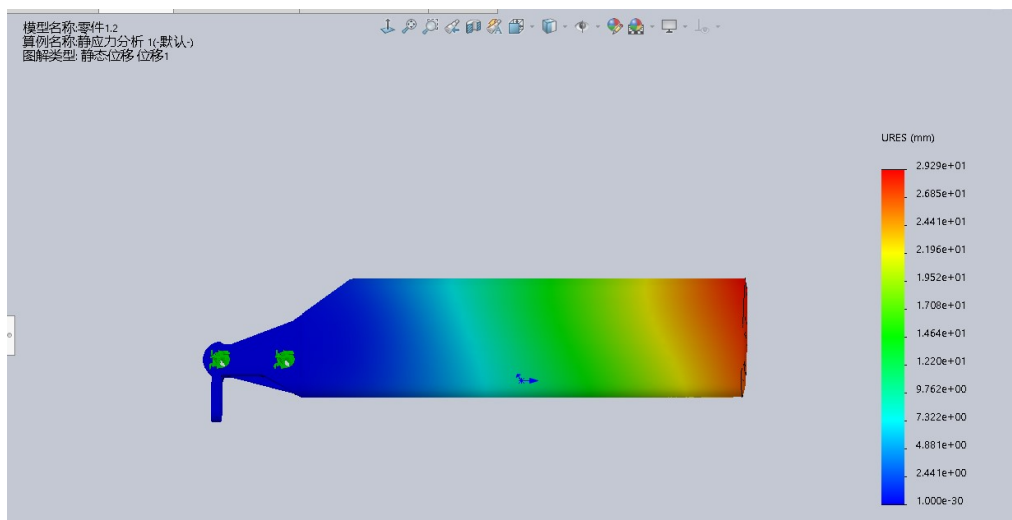 模型名称:零件1.2
算例名称:静应力分析 1(-默认-)
图解类型: 静态位移 位移1
URES (mm)
2.929e+01
2.685e+01
2.441e+01
2.196e+01
1.952e+01
1.708e+01
1.464e+01
1.220e+01
9.762e+00
7.322e+00
4.881e+00
2.441e+00
1.000e-30